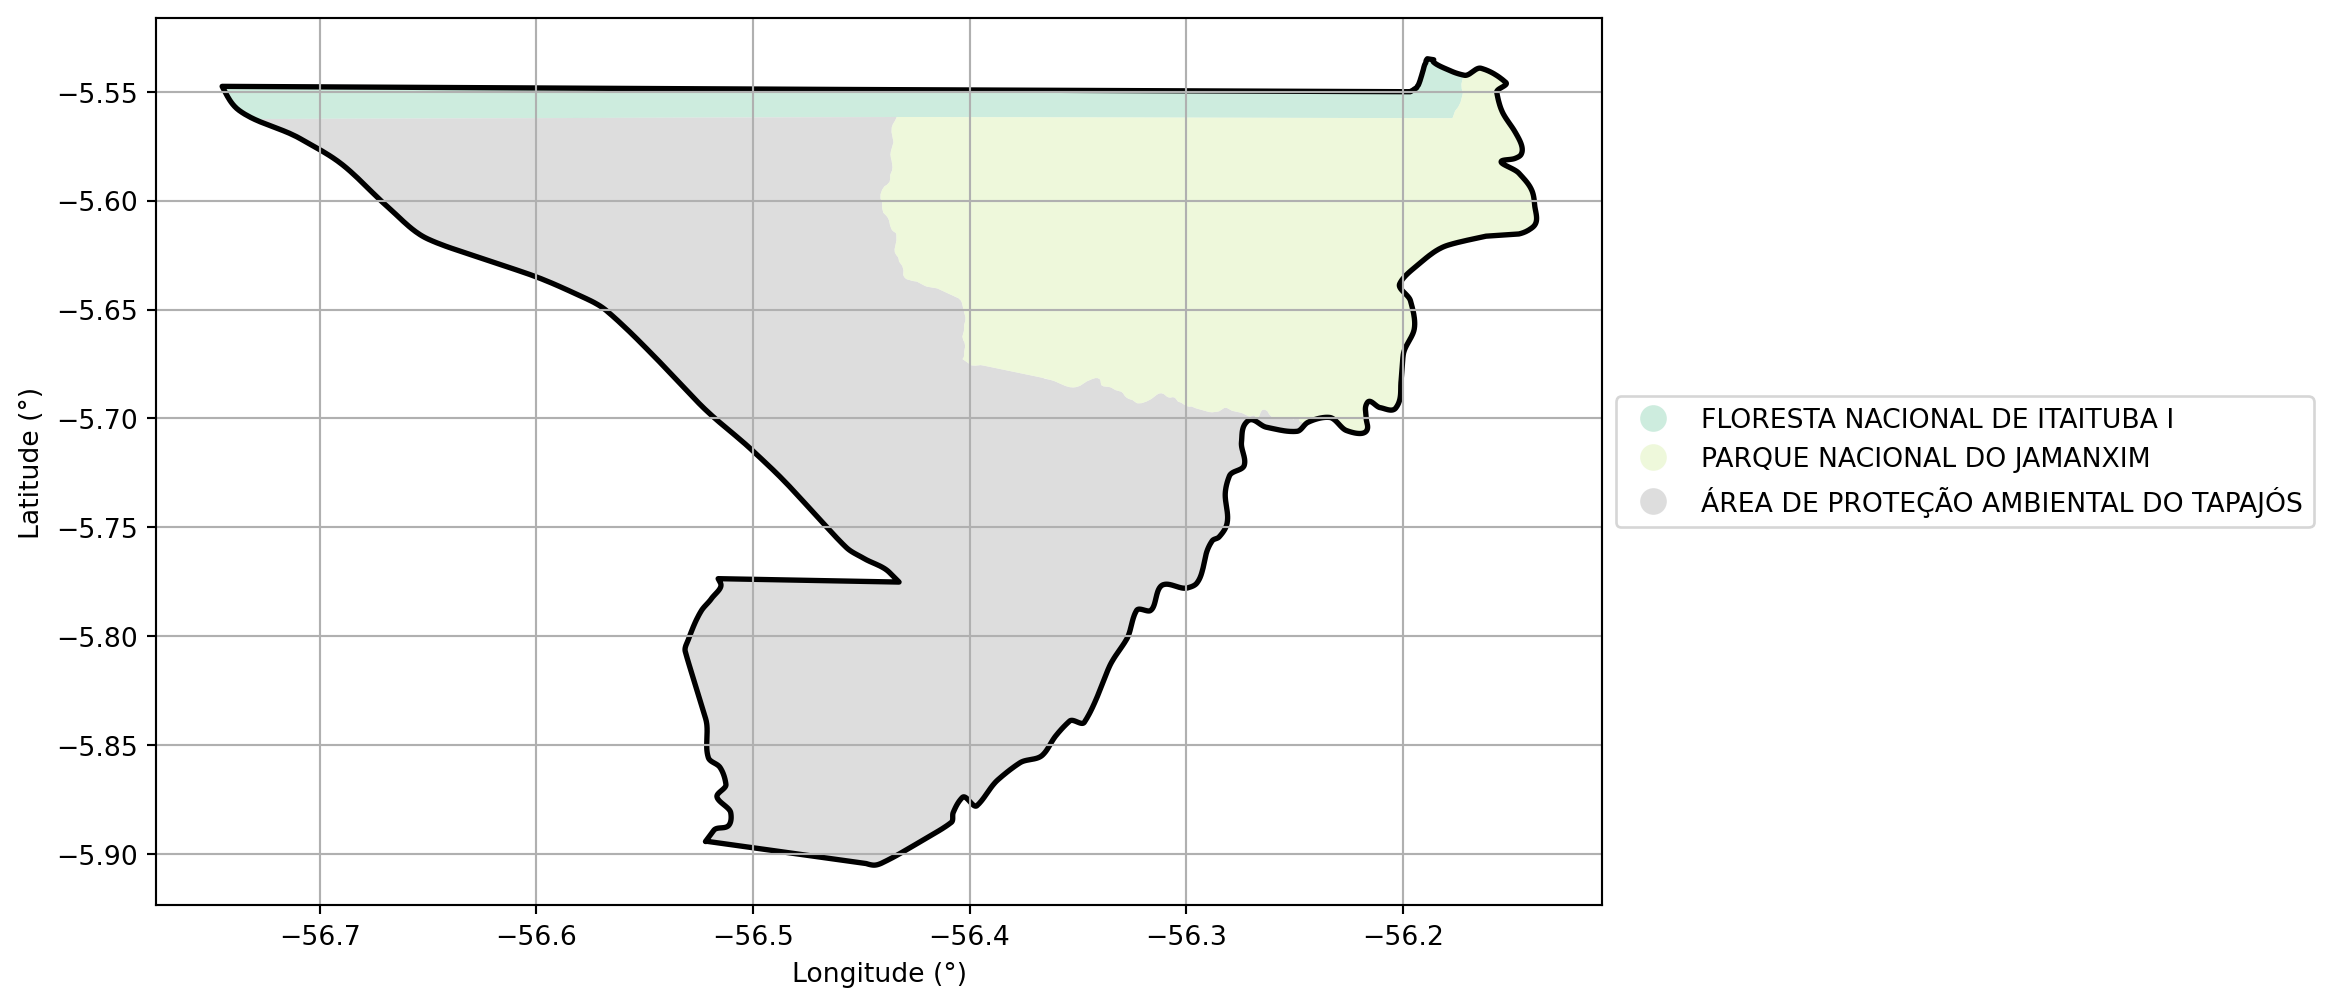 −5.55
−5.60
−5.65
−5.70
−5.75
−5.80
−5.85
−5.90
Latitude (°)
−56.7
−56.6
−56.5
−56.4
−56.3
−56.2
Longitude (°)
FLORESTA NACIONAL DE ITAITUBA I
PARQUE NACIONAL DO JAMANXIM
ÁREA DE PROTEÇÃO AMBIENTAL DO TAPAJÓS